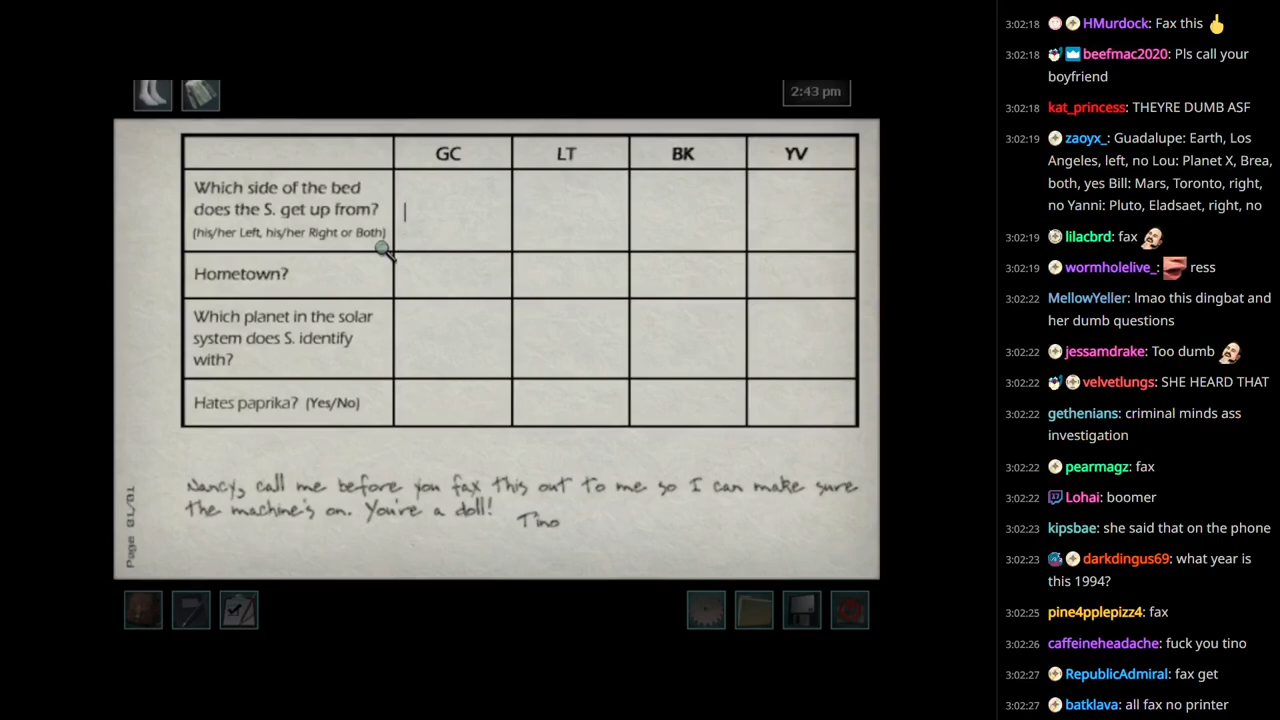 2:43 pm
GC LT BK YV
Which side of the bed
does the S. get up from?
(his/her Left, his/her Right or Both)
Hometown?
Which planet in the solar
system does S. identify
with?
Hates paprika? (Yes/No)
Nancy, call me before you fax this out to me so I can make sure
the machine's on. You're a doll!
Tino
Page 01/01
3:02:18 HMurdock: Fax this
3:02:18 beefmac2020: Pls call your
boyfriend
3:02:18 kat_princess: THEYRE DUMB ASF
3:02:19 zaoyx_: Guadalupe: Earth, Los
Angeles, left, no Lou: Planet X, Brea,
both, yes Bill: Mars, Toronto, right,
no Yanni: Pluto, Eladsaet, right, no
3:02:19 lilacbrd: fax
3:02:19 wormholelive_: ress
3:02:22 MellowYeller: lmao this dingbat and
her dumb questions
3:02:22 jessamdrake: Too dumb
3:02:22 velvetlungs: SHE HEARD THAT
3:02:22 gethenians: criminal minds ass
investigation
3:02:22 pearmagz: fax
3:02:22 Lohai: boomer
3:02:23 kipsbae: she said that on the phone
3:02:23 darkdingus69: what year is
this 1994?
3:02:25 pine4pplepizz4: fax
3:02:26 caffeineheadache: fuck you tino
3:02:27 RepublicAdmiral: fax get
3:02:27 batklava: all fax no printer